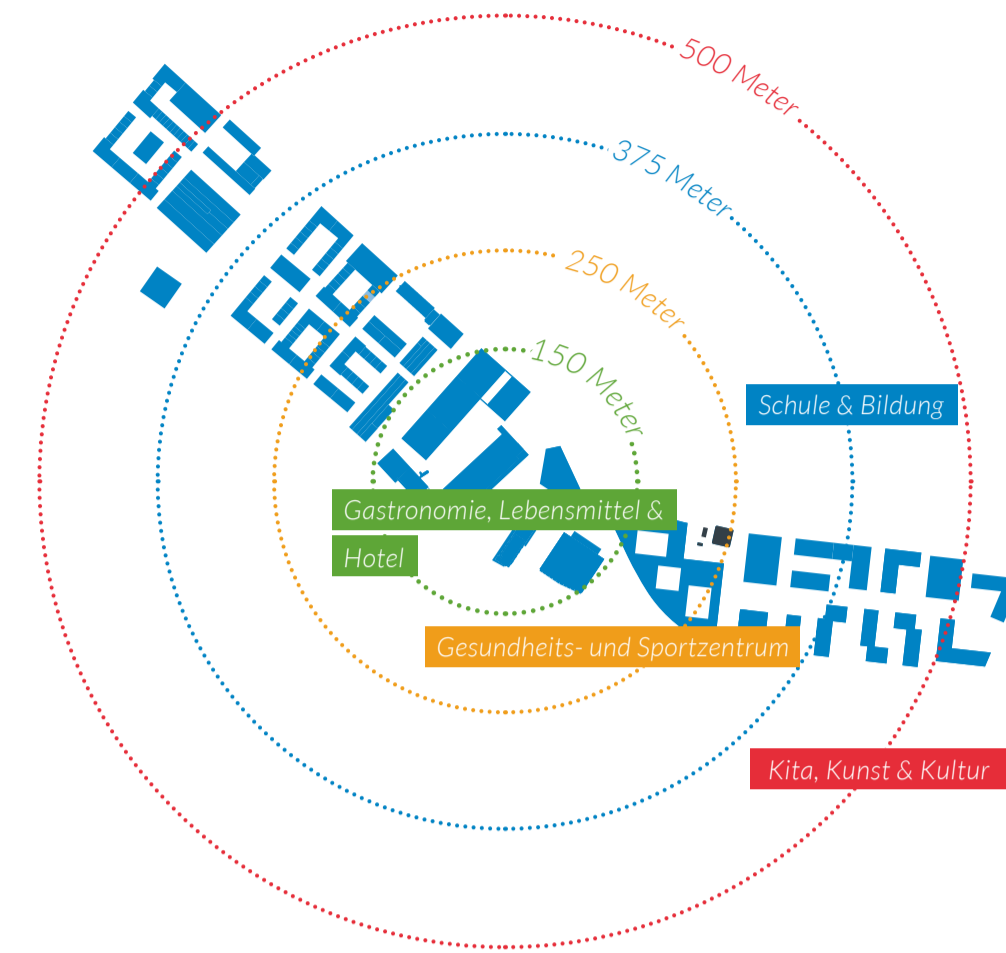 500 Meter
375 Meter
250 Meter
150 Meter
Schule & Bildung
Gastronomie, Lebensmittel &
Hotel
Gesundheits- und Sportzentrum
Kita, Kunst & Kultur